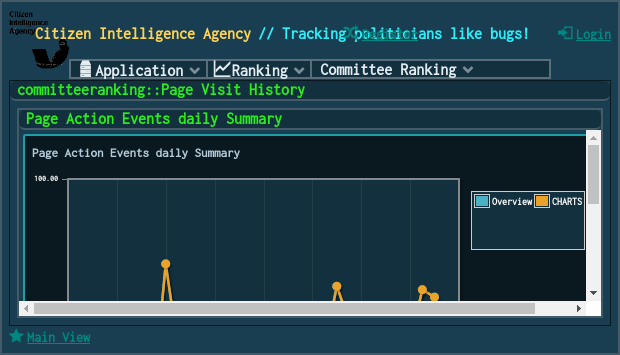 Citizen
Intelligence
Agency
Citizen Intelligence Agency // Tracking politicians like bugs!
Register
Login
Application
Ranking
Committee Ranking
committeeranking::Page Visit History
Page Action Events daily Summary
Page Action Events daily Summary
100.00
Overview
CHARTS
Main View